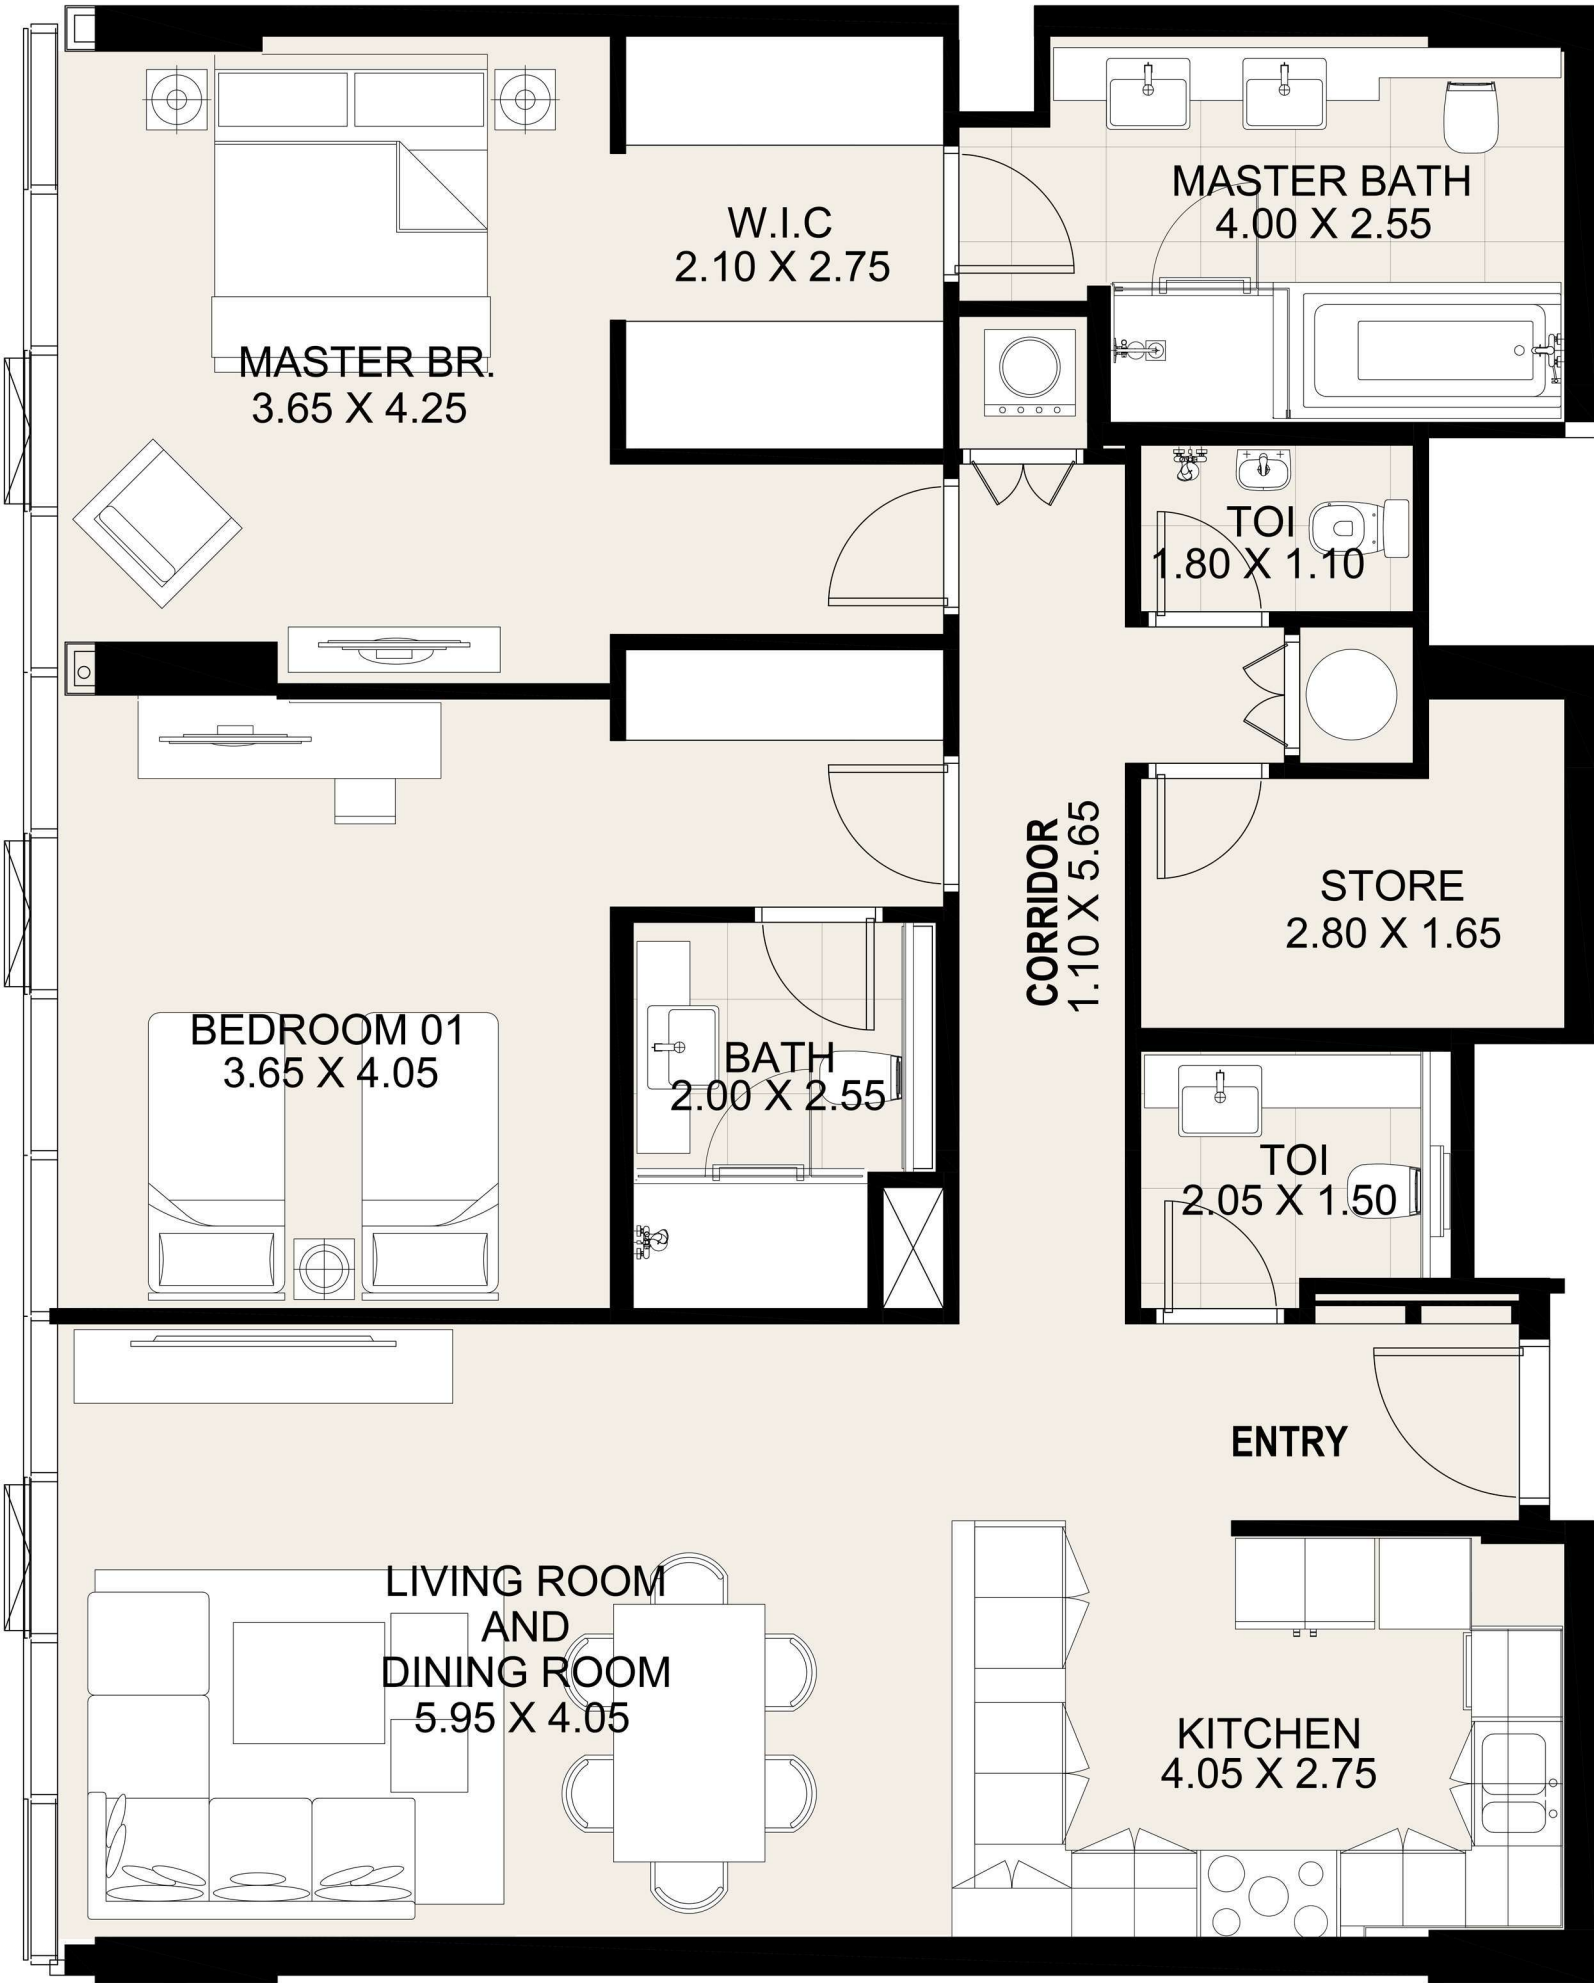 MASTER BATH
4.00 X 2.55
W.I.C
2.10 X 2.75
MASTER BR.
3.65 X 4.25
TOI
1.80 X 1.10
CORRIDOR
1.10 X 5.65
STORE
2.80 X 1.65
BEDROOM 01
3.65 X 4.05
BATH
2.00 X 2.55
TOI
2.05 X 1.50
ENTRY
LIVING ROOM
AND
DINING ROOM
5.95 X 4.05
KITCHEN
4.05 X 2.75